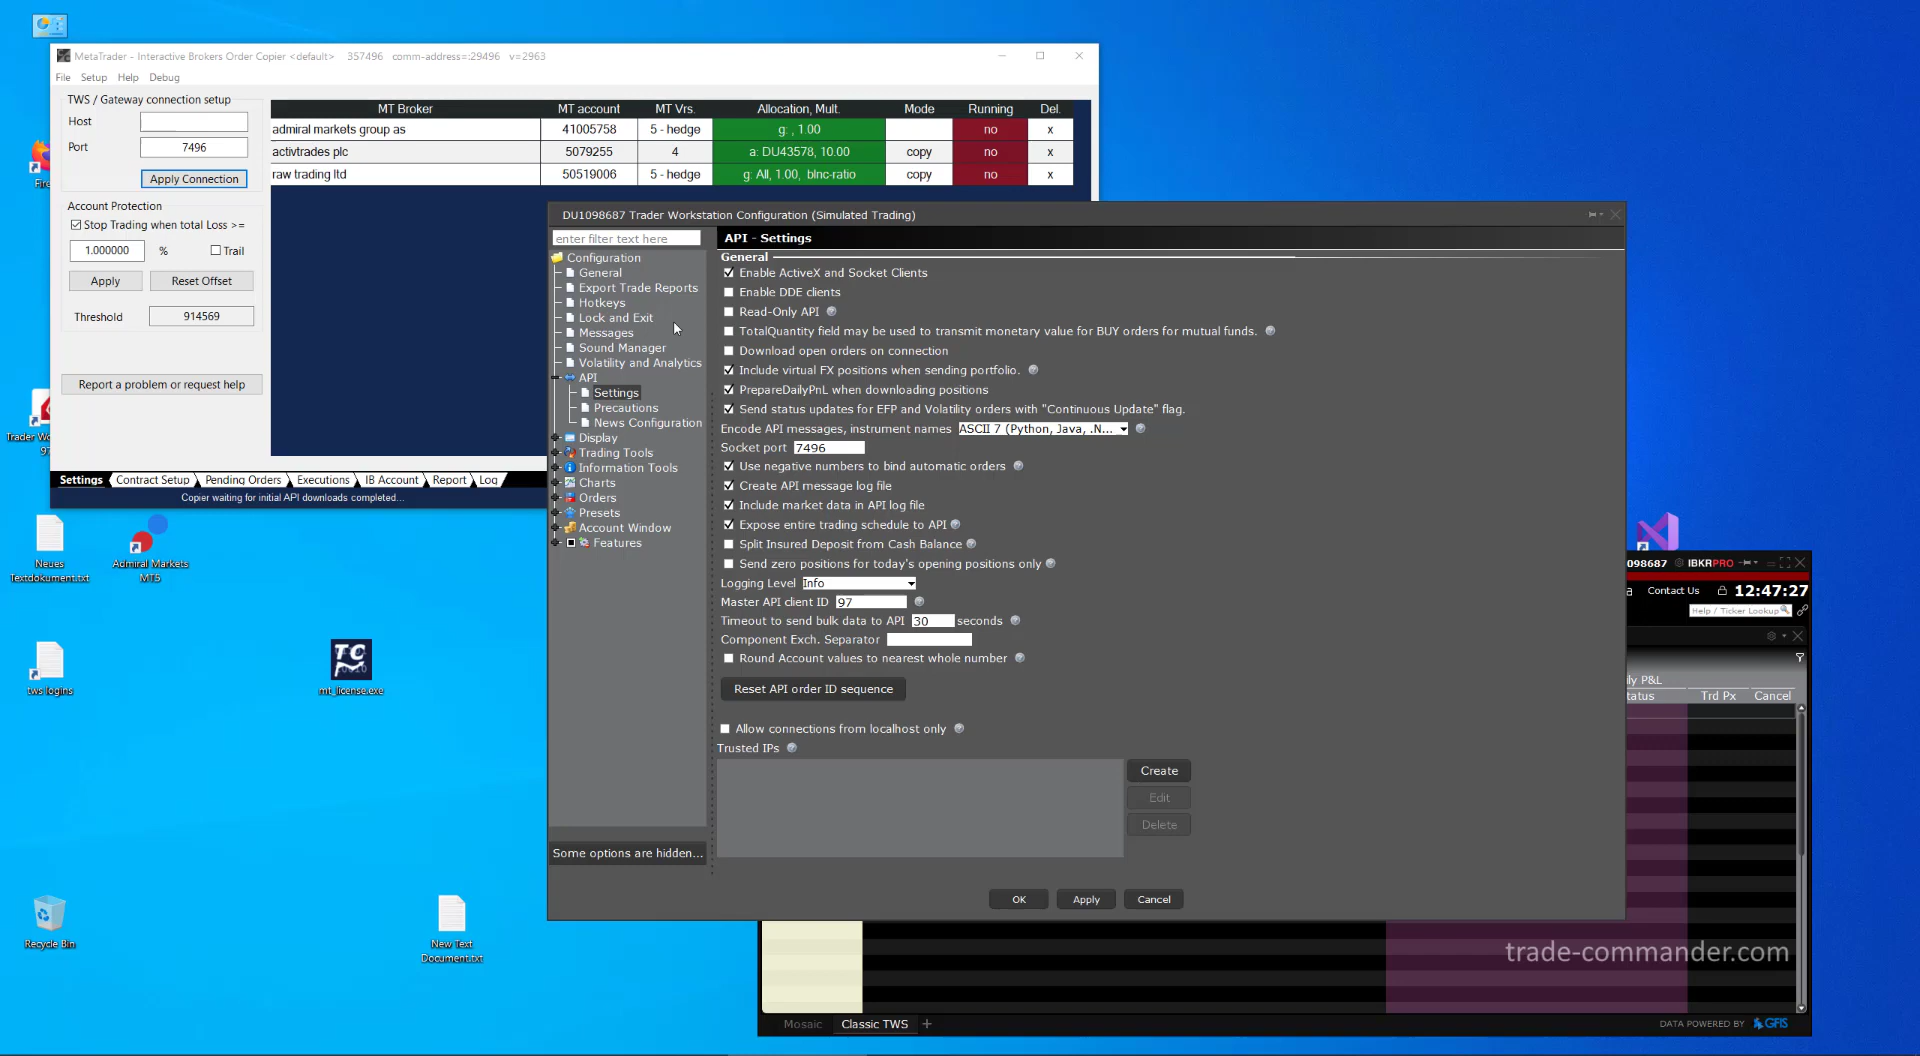 MetaTrader - Interactive Brokers Order Copier <default>    357496    comm-address=:29496    v=2963
File    Setup    Help    Debug
TWS / Gateway connection setup
Host
Port    7496
Apply Connection
Account Protection
Stop Trading when total Loss >=
1.000000    %    Trail
Apply    Reset Offset
Threshold    914569
Report a problem or request help
MT Broker    MT account    MT Vrs.    Allocation, Mult.    Mode    Running    Del.
admiral markets group as    41005758    5 - hedge    g: , 1.00    no    x
activtrades plc    5079255    4    a: DU43578, 10.00    copy    no    x
raw trading ltd    50519006    5 - hedge    g: All, 1.00, blnc-ratio    copy    no    x
Settings    Contract Setup    Pending Orders    Executions    IB Account    Report    Log
Copier waiting for initial API downloads completed...
DU1098687 Trader Workstation Configuration (Simulated Trading)
enter filter text here
Configuration
General
Export Trade Reports
Hotkeys
Lock and Exit
Messages
Sound Manager
Volatility and Analytics
API
Settings
Precautions
News Configuration
Display
Trading Tools
Information Tools
Charts
Orders
Presets
Account Window
Features
Some options are hidden...
API - Settings
General
Enable ActiveX and Socket Clients
Enable DDE clients
Read-Only API
TotalQuantity field may be used to transmit monetary value for BUY orders for mutual funds.
Download open orders on connection
Include virtual FX positions when sending portfolio.
PrepareDailyPnL when downloading positions
Send status updates for EFP and Volatility orders with "Continuous Update" flag.
Encode API messages, instrument names    ASCII 7 (Python, Java, .N...
Socket port    7496
Use negative numbers to bind automatic orders
Create API message log file
Include market data in API log file
Expose entire trading schedule to API
Split Insured Deposit from Cash Balance
Send zero positions for today's opening positions only
Logging Level    Info
Master API client ID    97
Timeout to send bulk data to API    30    seconds
Component Exch. Separator
Round Account values to nearest whole number
Reset API order ID sequence
Allow connections from localhost only
Trusted IPs
Create
Edit
Delete
OK    Apply    Cancel
098687    IBKRPRO
Contact Us    12:47:27
Help / Ticker Lookup
ily P&L
tatus    Trd Px    Cancel
trade-commander.com
Mosaic    Classic TWS    +
DATA POWERED BY GFIS
Fire
Trader Wo
97
Neues
Textdokument.txt
Admiral Markets
MT5
tws logins
TC
mt_license.exe
Recycle Bin
New Text
Document.txt